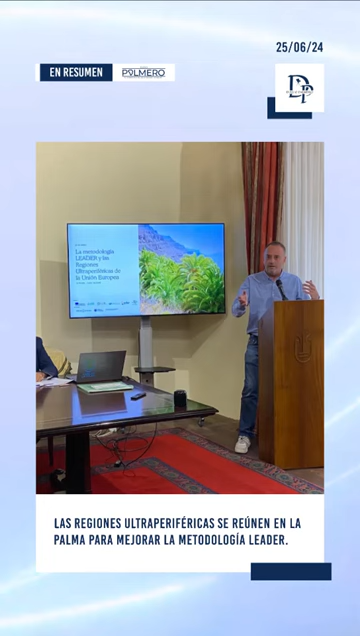 25/06/24
EN RESUMEN
PALMERO
DP
La metodología
LEADER y las
Regiones
Ultraperiféricas de
la Unión Europea
LAS REGIONES ULTRAPERIFÉRICAS SE REÚNEN EN LA
PALMA PARA MEJORAR LA METODOLOGÍA LEADER.